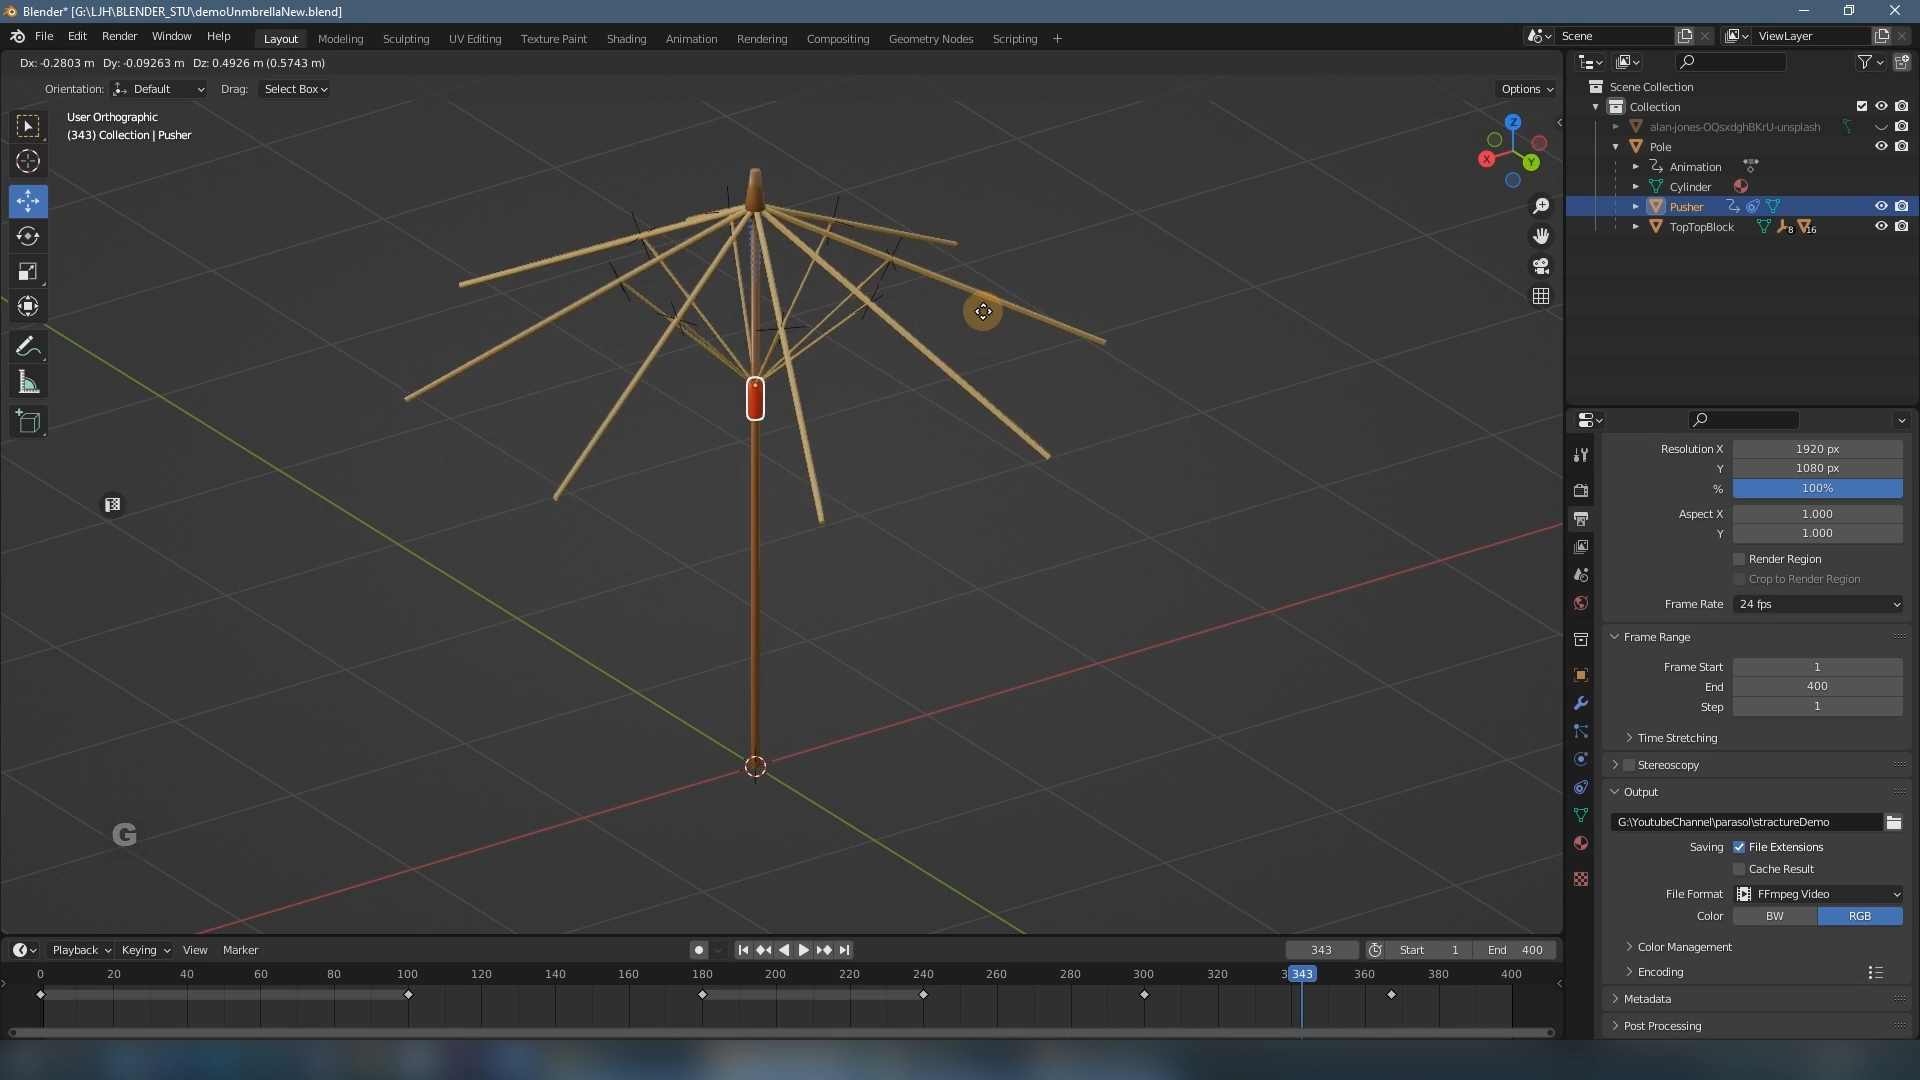 Blender* [G:\LJH\BLENDER_STU\demoUnmbrellaNew.blend]
File Edit Render Window Help Layout Modeling Sculpting UV Editing Texture Paint Shading Animation Rendering Compositing Geometry Nodes Scripting + Scene ViewLayer
Dx: -0.2803 m Dy: -0.09263 m Dz: 0.4926 m (0.5743 m)
Orientation: Default Drag: Select Box Options
User Orthographic
(343) Collection | Pusher
Z
X
Y
G
Scene Collection
Collection
alan-jones-OQsxdghBKrU-unsplash
Pole
Animation
Cylinder
Pusher
TopTopBlock 8 16
Resolution X 1920 px
Y 1080 px
% 100%
Aspect X 1.000
Y 1.000
Render Region
Crop to Render Region
Frame Rate 24 fps
Frame Range
Frame Start 1
End 400
Step 1
Time Stretching
Stereoscopy
Output
G:\YoutubeChannel\parasol\stractureDemo
Saving File Extensions
Cache Result
File Format FFmpeg Video
Color BW RGB
Color Management
Encoding
Metadata
Post Processing
Playback Keying View Marker 343 Start 1 End 400
0 20 40 60 80 100 120 140 160 180 200 220 240 260 280 300 320 343 360 380 400